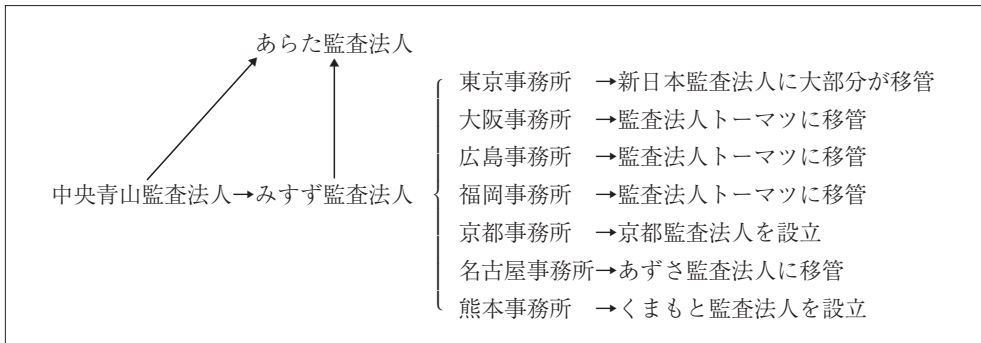 あらた監査法人
東京事務所　→新日本監査法人に大部分が移管
大阪事務所　→監査法人トーマツに移管
広島事務所　→監査法人トーマツに移管
中央青山監査法人→みすず監査法人
福岡事務所　→監査法人トーマツに移管
京都事務所　→京都監査法人を設立
名古屋事務所→あずさ監査法人に移管
熊本事務所　→くまもと監査法人を設立